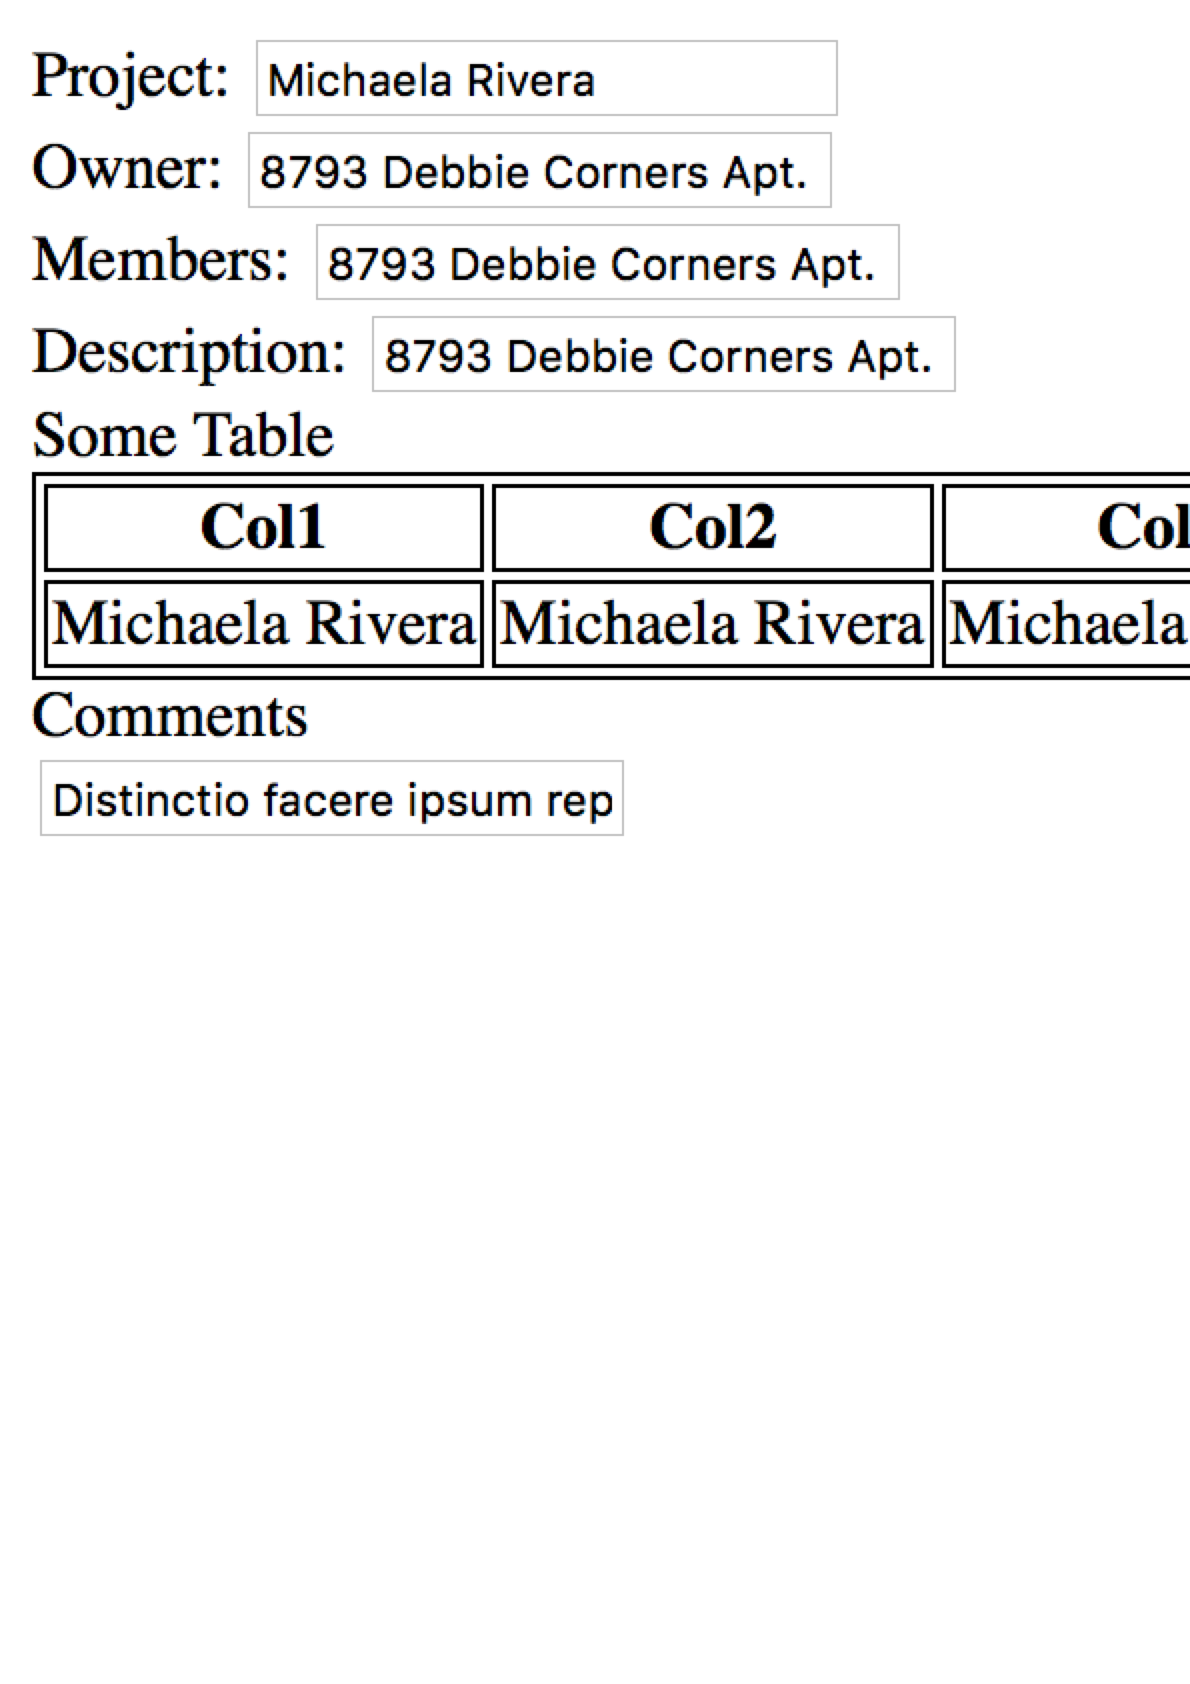 Project: Michaela Rivera
Owner: 8793 Debbie Corners Apt.
Members: 8793 Debbie Corners Apt.
Description: 8793 Debbie Corners Apt.
Some Table
Col1 Col2 Col
Michaela Rivera Michaela Rivera Michaela
Comments
Distinctio facere ipsum rep